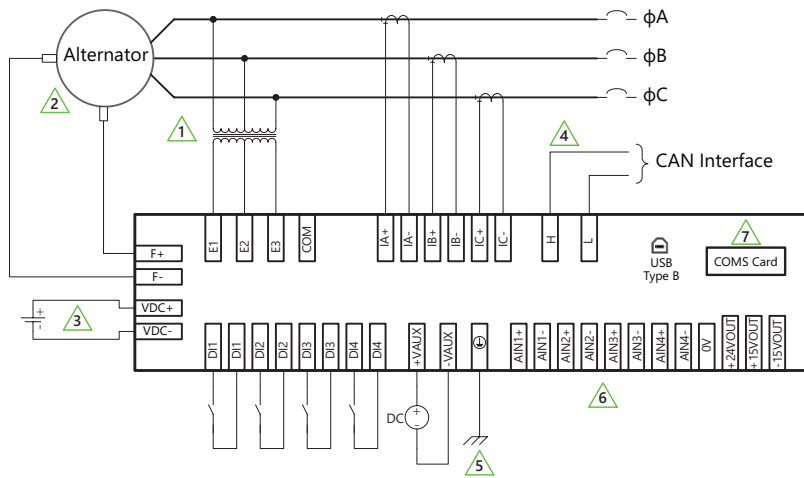 ϕA
Alternator
ϕB
ϕC
2
1
4
CAN Interface
E1
E2
E3
COM
IA+
IA-
IB+
IB-
IC+
IC-
H
L
7
USB
Type B
COMS Card
F+
F-
VDC+
VDC-
3
DI1
DI1
DI2
DI2
DI3
DI3
DI4
DI4
+VAUX
-VAUX
AIN1+
AIN1-
AIN2+
AIN2-
AIN3+
AIN3-
AIN4+
AIN4-
0V
+24VOUT
+15VOUT
-15VOUT
6
DC
5